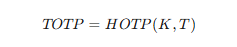 TOTP = HOTP(K, T)